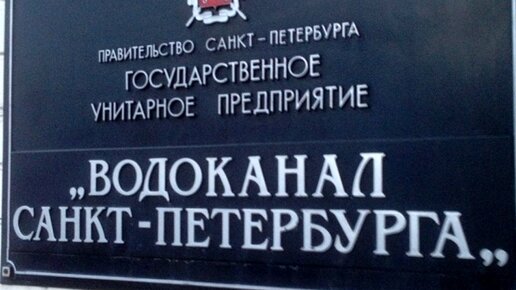 ПРАВИТЕЛЬСТВО САНКТ-ПЕТЕРБУРГА
ГОСУДАРСТВЕННОЕ
УНИТАРНОЕ ПРЕДПРИЯТИЕ
„ВОДОКАНАЛ
САНКТ-ПЕТЕРБУРГА„